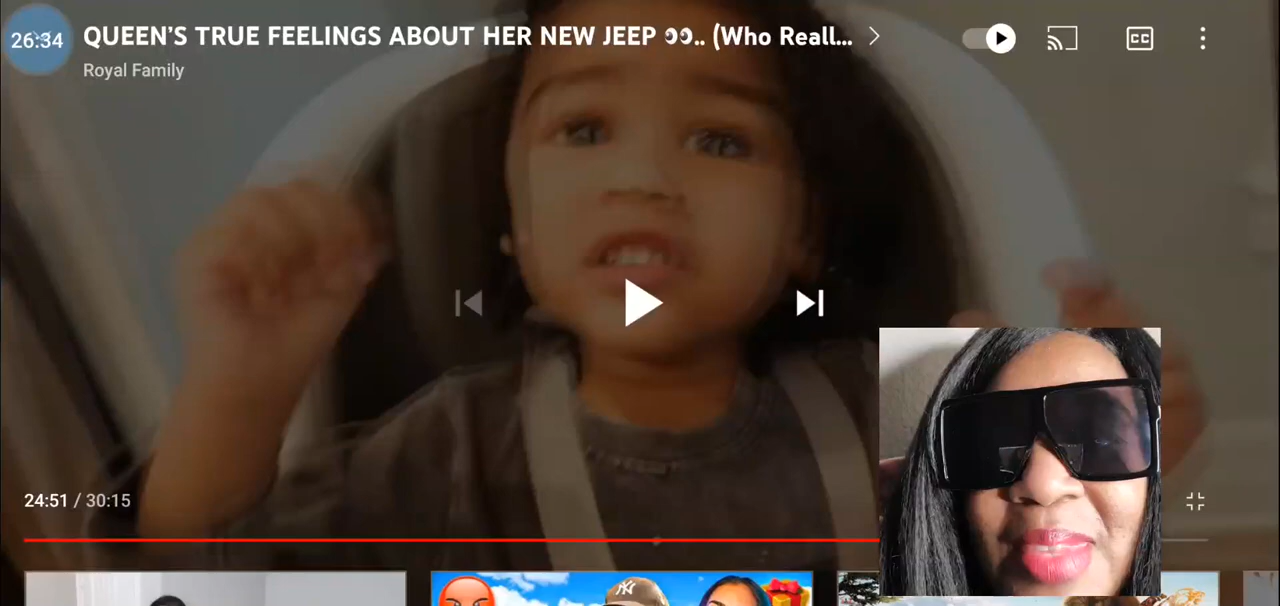 26:34
QUEEN'S TRUE FEELINGS ABOUT HER NEW JEEP 👀.. (Who Reall...
Royal Family
CC
24:51 / 30:15
NY